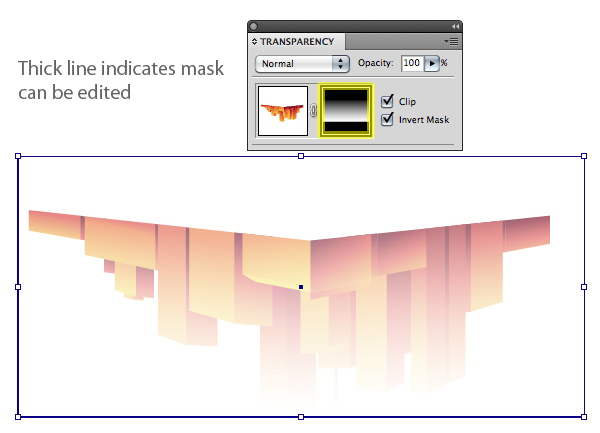 TRANSPARENCY
Normal Opacity: 100 %
Thick line indicates mask
can be edited
Clip
Invert Mask